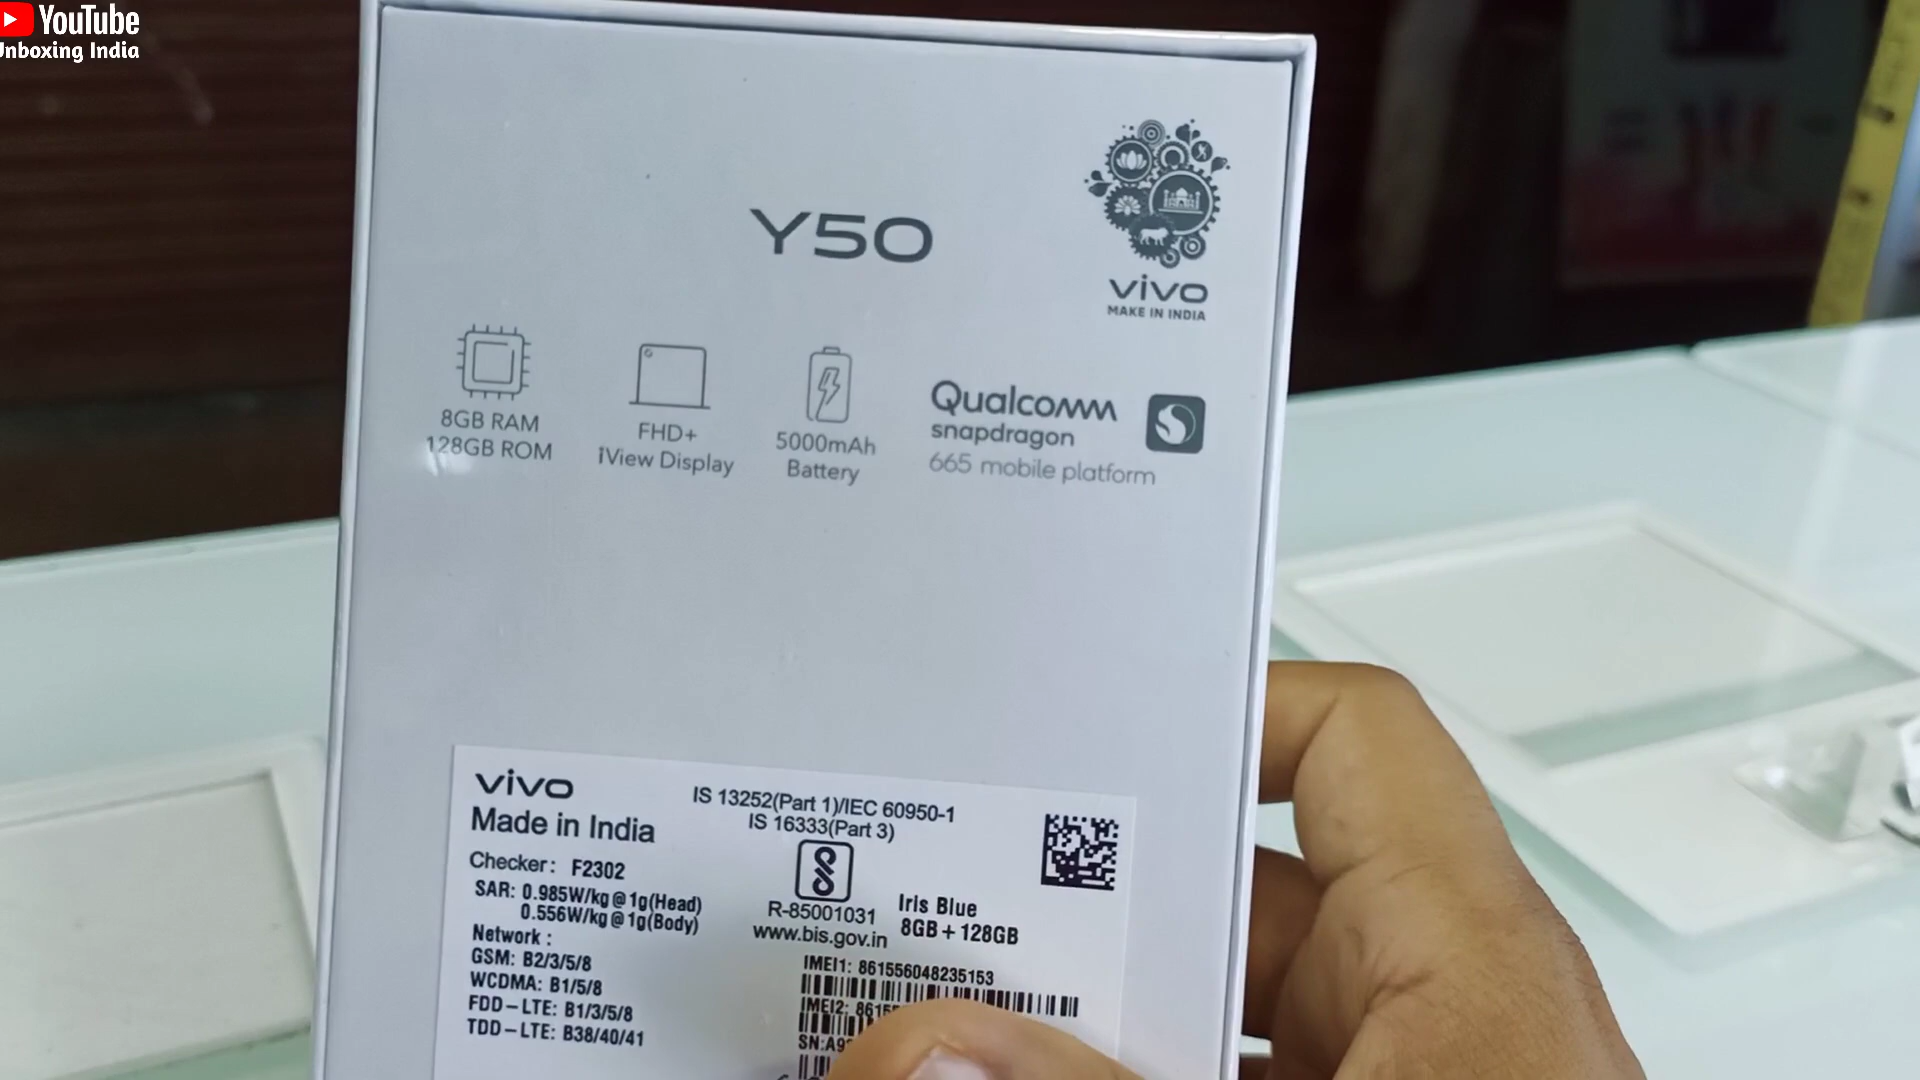 YouTube
Unboxing India
Y50
vivo
MAKE IN INDIA
8GB RAM
128GB ROM
FHD+
iView Display
5000mAh
Battery
Qualcomm
snapdragon
665 mobile platform
vivo
Made in India
Checker: F2302
SAR: 0.985W/kg@1g(Head)
0.556W/kg@1g(Body)
Network :
GSM: B2/3/5/8
WCDMA: B1/5/8
FDD-LTE: B1/3/5/8
TDD-LTE: B38/40/41
IS 13252(Part 1)/IEC 60950-1
IS 16333(Part 3)
R-85001031
www.bis.gov.in
Iris Blue
8GB+128GB
IMEI1: 861556048235153
IMEI2: 8615
SN:A9